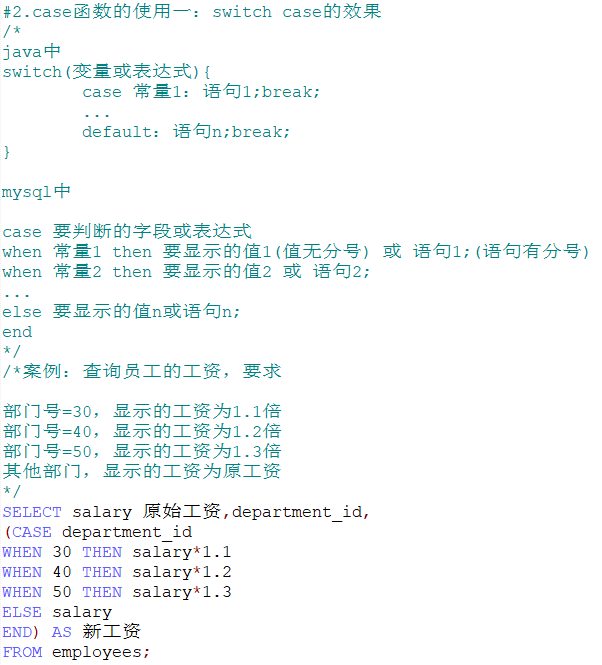 #2.case函数的使用一：switch case的效果
/*
java中
switch(变量或表达式){
case 常量1：语句1;break;
...
default：语句n;break;
}
mysql中
case 要判断的字段或表达式
when 常量1 then 要显示的值1(值无分号) 或 语句1;(语句有分号)
when 常量2 then 要显示的值2 或 语句2;
...
else 要显示的值n或语句n;
end
*/
/*案例：查询员工的工资，要求
部门号=30，显示的工资为1.1倍
部门号=40，显示的工资为1.2倍
部门号=50，显示的工资为1.3倍
其他部门，显示的工资为原工资
*/
SELECT salary 原始工资,department_id,
(CASE department_id
WHEN 30 THEN salary*1.1
WHEN 40 THEN salary*1.2
WHEN 50 THEN salary*1.3
ELSE salary
END) AS 新工资
FROM employees;